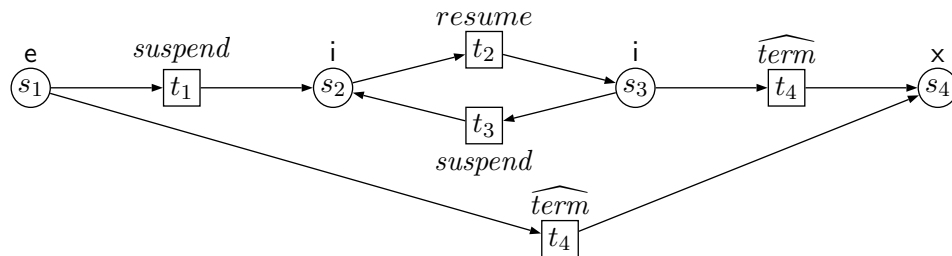 resume
e suspend i i term x
t2
s1 t1 s2 s3 t4 s4
t3
suspend
term
t4